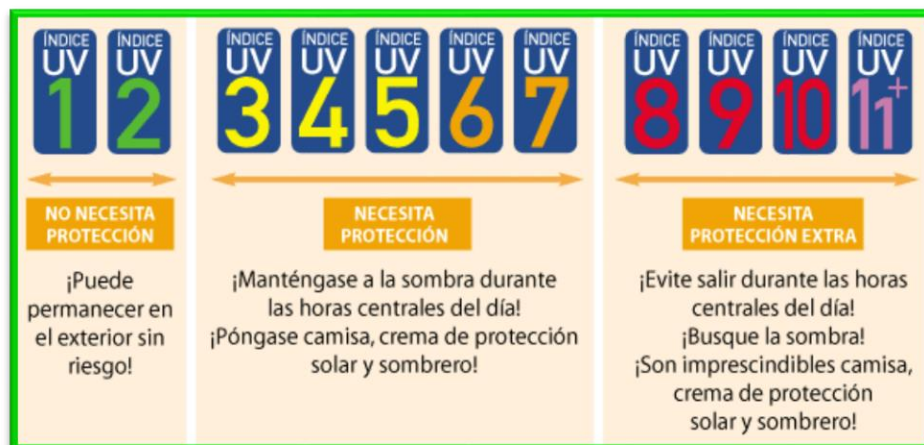 ÍNDICE UV 1
ÍNDICE UV 2
ÍNDICE UV 3
ÍNDICE UV 4
ÍNDICE UV 5
ÍNDICE UV 6
ÍNDICE UV 7
ÍNDICE UV 8
ÍNDICE UV 9
ÍNDICE UV 10
ÍNDICE UV 11+
NO NECESITA
PROTECCIÓN
¡Puede
permanecer en
el exterior sin
riesgo!
NECESITA
PROTECCIÓN
¡Manténgase a la sombra durante
las horas centrales del día!
¡Póngase camisa, crema de protección
solar y sombrero!
NECESITA
PROTECCIÓN EXTRA
¡Evite salir durante las horas
centrales del día!
¡Busque la sombra!
¡Son imprescindibles camisa,
crema de protección
solar y sombrero!